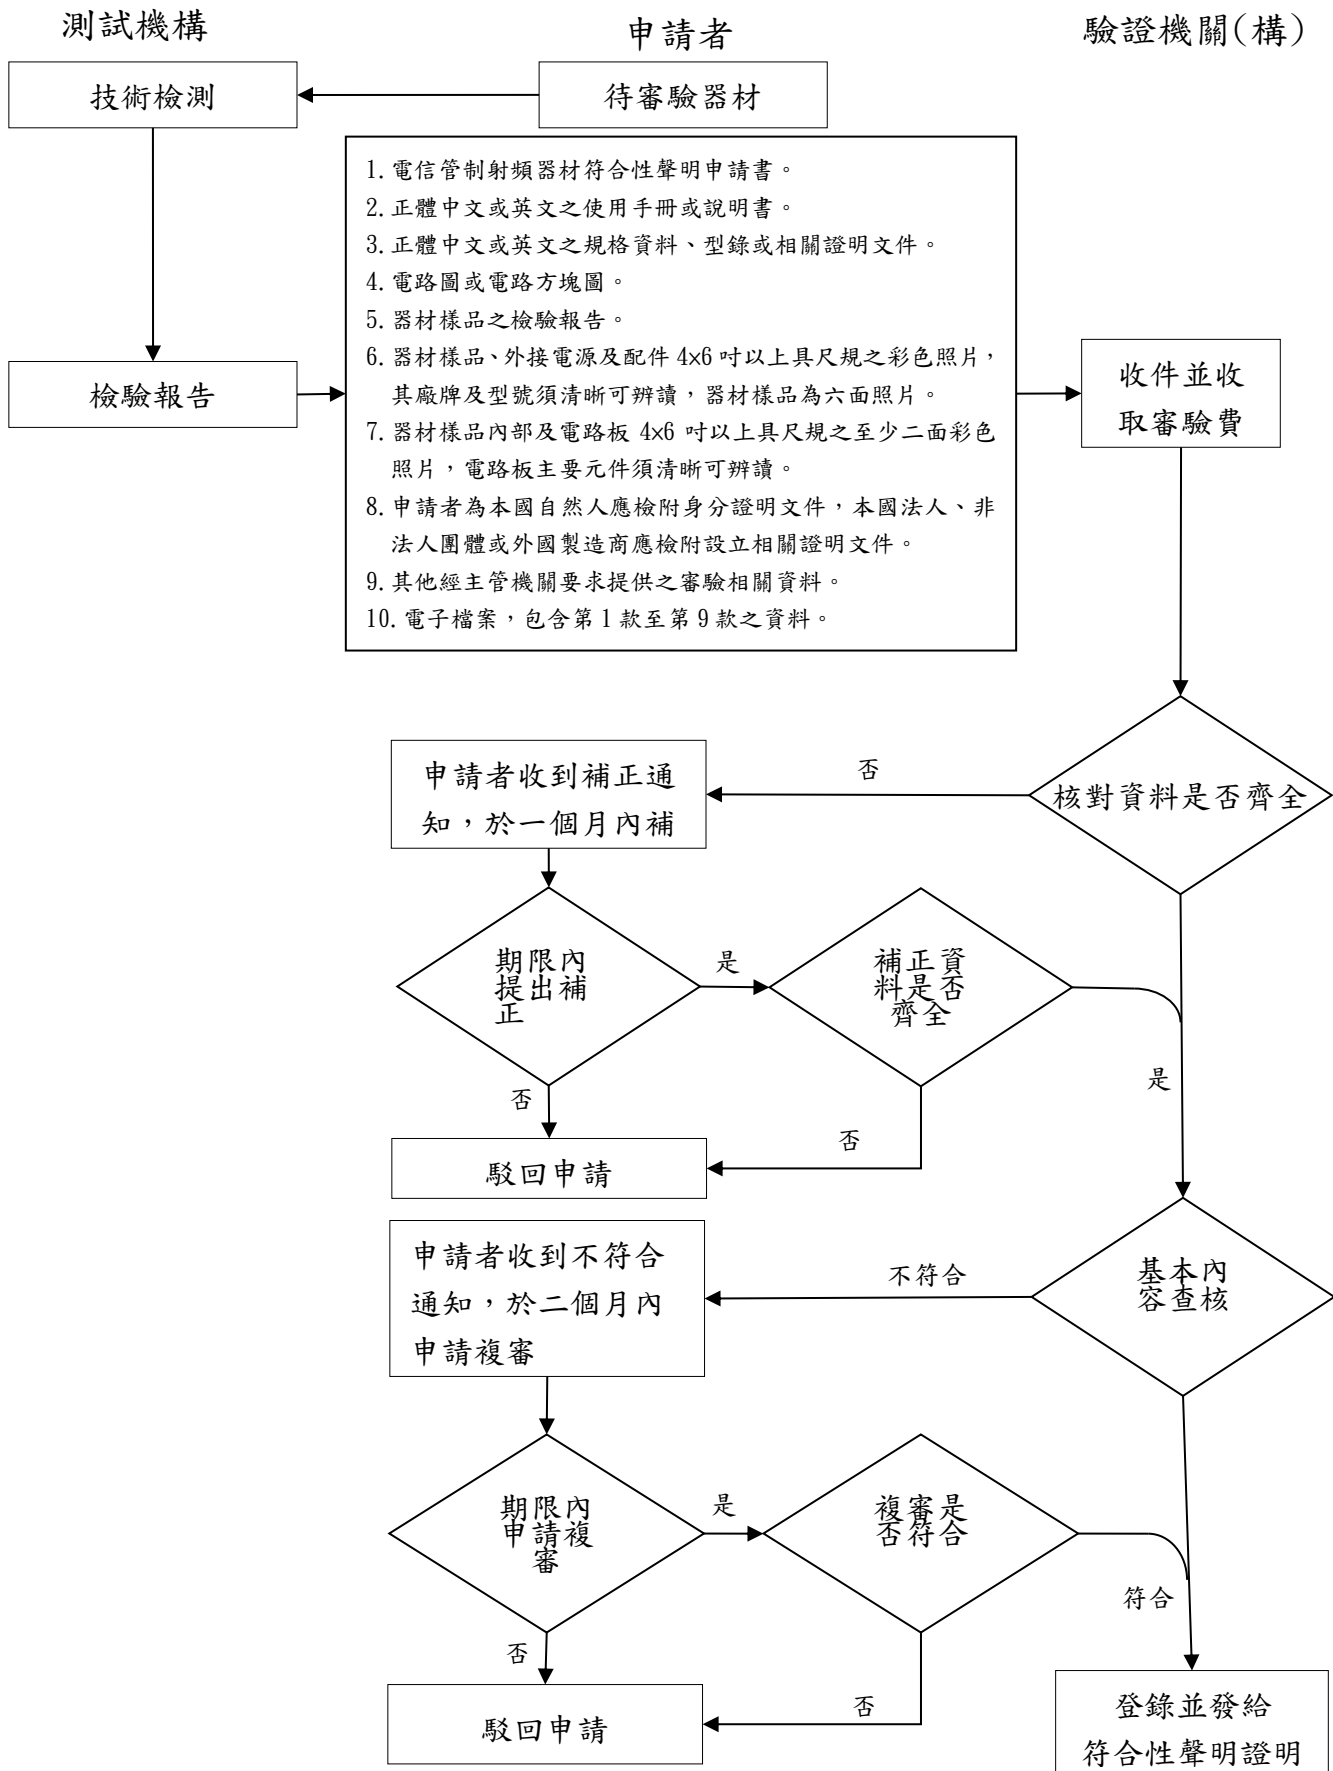 測試機構
申請者
驗證機關(構)
技術檢測
待審驗器材
1. 電信管制射頻器材符合性聲明申請書。
2. 正體中文或英文之使用手冊或說明書。
3. 正體中文或英文之規格資料、型錄或相關證明文件。
4. 電路圖或電路方塊圖。
5. 器材樣品之檢驗報告。
6. 器材樣品、外接電源及配件 4×6 吋以上具尺規之彩色照片，
其廠牌及型號須清晰可辨讀，器材樣品為六面照片。
7. 器材樣品內部及電路板 4×6 吋以上具尺規之至少二面彩色
照片，電路板主要元件須清晰可辨讀。
8. 申請者為本國自然人應檢附身分證明文件，本國法人、非
法人團體或外國製造商應檢附設立相關證明文件。
9. 其他經主管機關要求提供之審驗相關資料。
10. 電子檔案，包含第 1 款至第 9 款之資料。
檢驗報告
收件並收
取審驗費
核對資料是否齊全
否
申請者收到補正通
知，於一個月內補
期限內
提出補
正
是
補正資
料是否
齊全
是
否
否
駁回申請
基本內
容查核
不符合
申請者收到不符合
通知，於二個月內
申請複審
期限內
申請複
審
是
複審是
否符合
符合
否
否
駁回申請
登錄並發給
符合性聲明證明